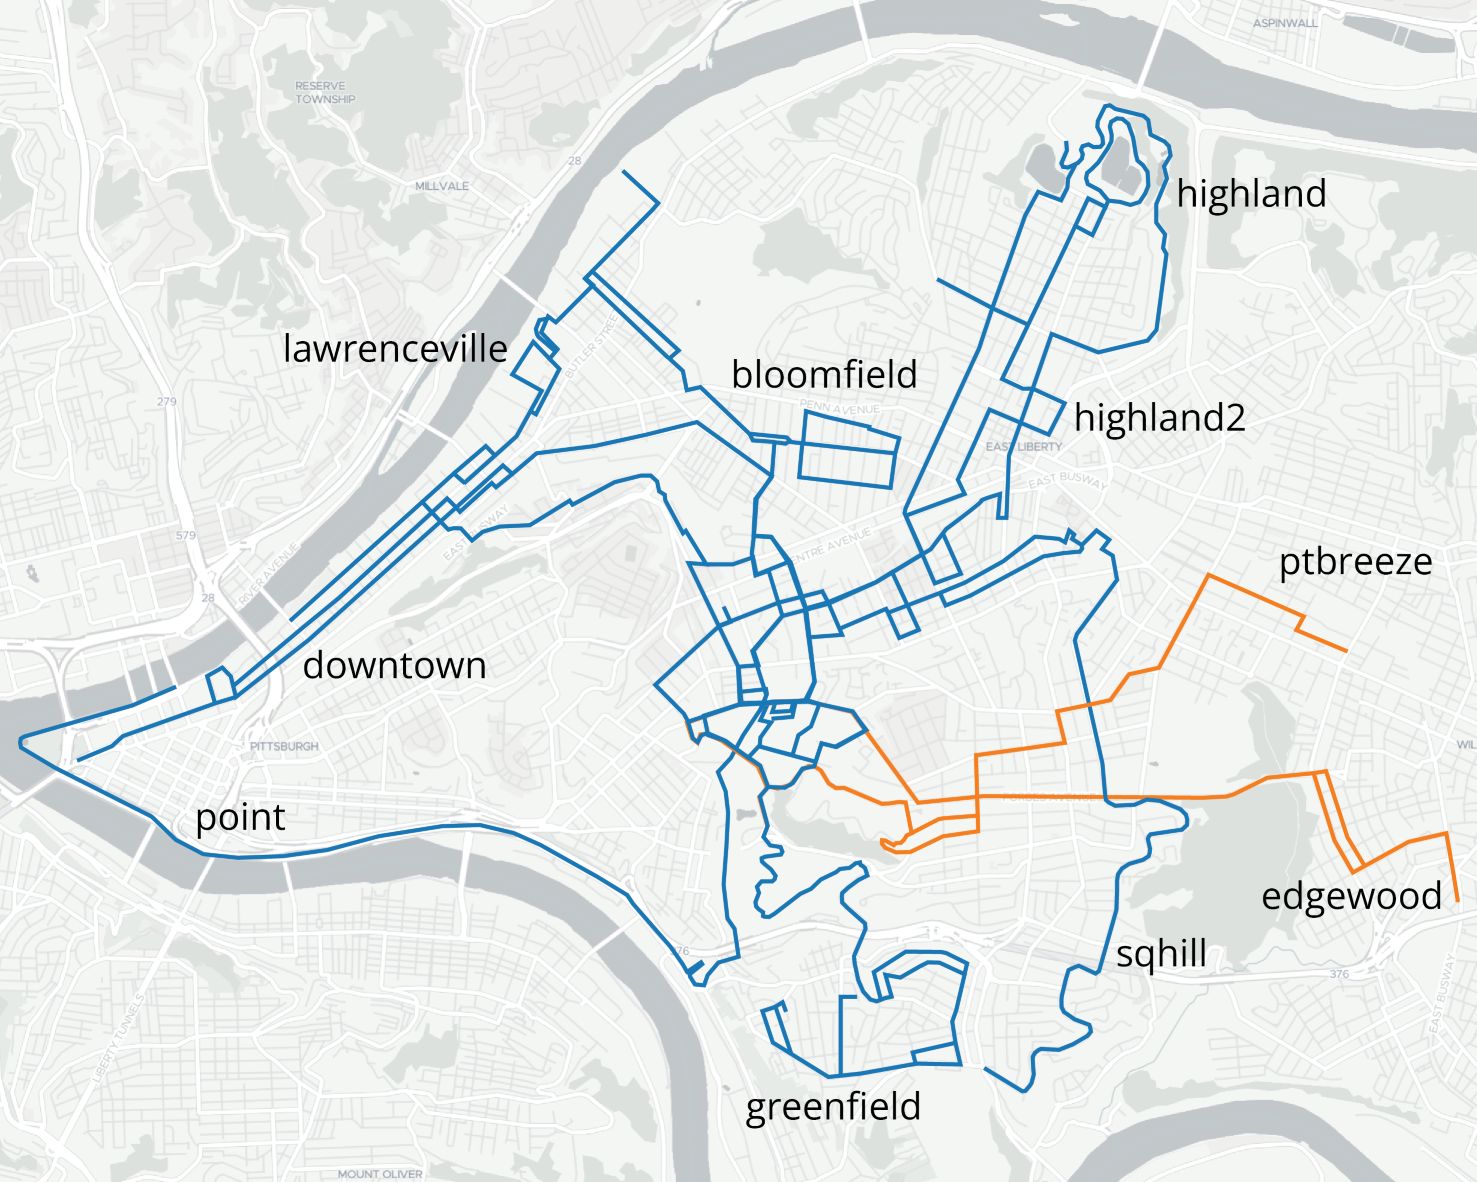 ASPINWALL
RESERVE
TOWNSHIP
28
MILLVALE
highland
lawrenceville
BUTLER STREET
bloomfield
279
PENN AVENUE
highland2
EAST LIBERTY
EAST BUSWAY
EAST BUSWAY
579
CENTRE AVENUE
RIVER AVENUE
ptbreeze
28
downtown
PITTSBURGH
WIL
FORBES AVENUE
point
edgewood
376
sqhill
376
EAST BUSWAY
LIBERTY TUNNELS
greenfield
MOUNT OLIVER